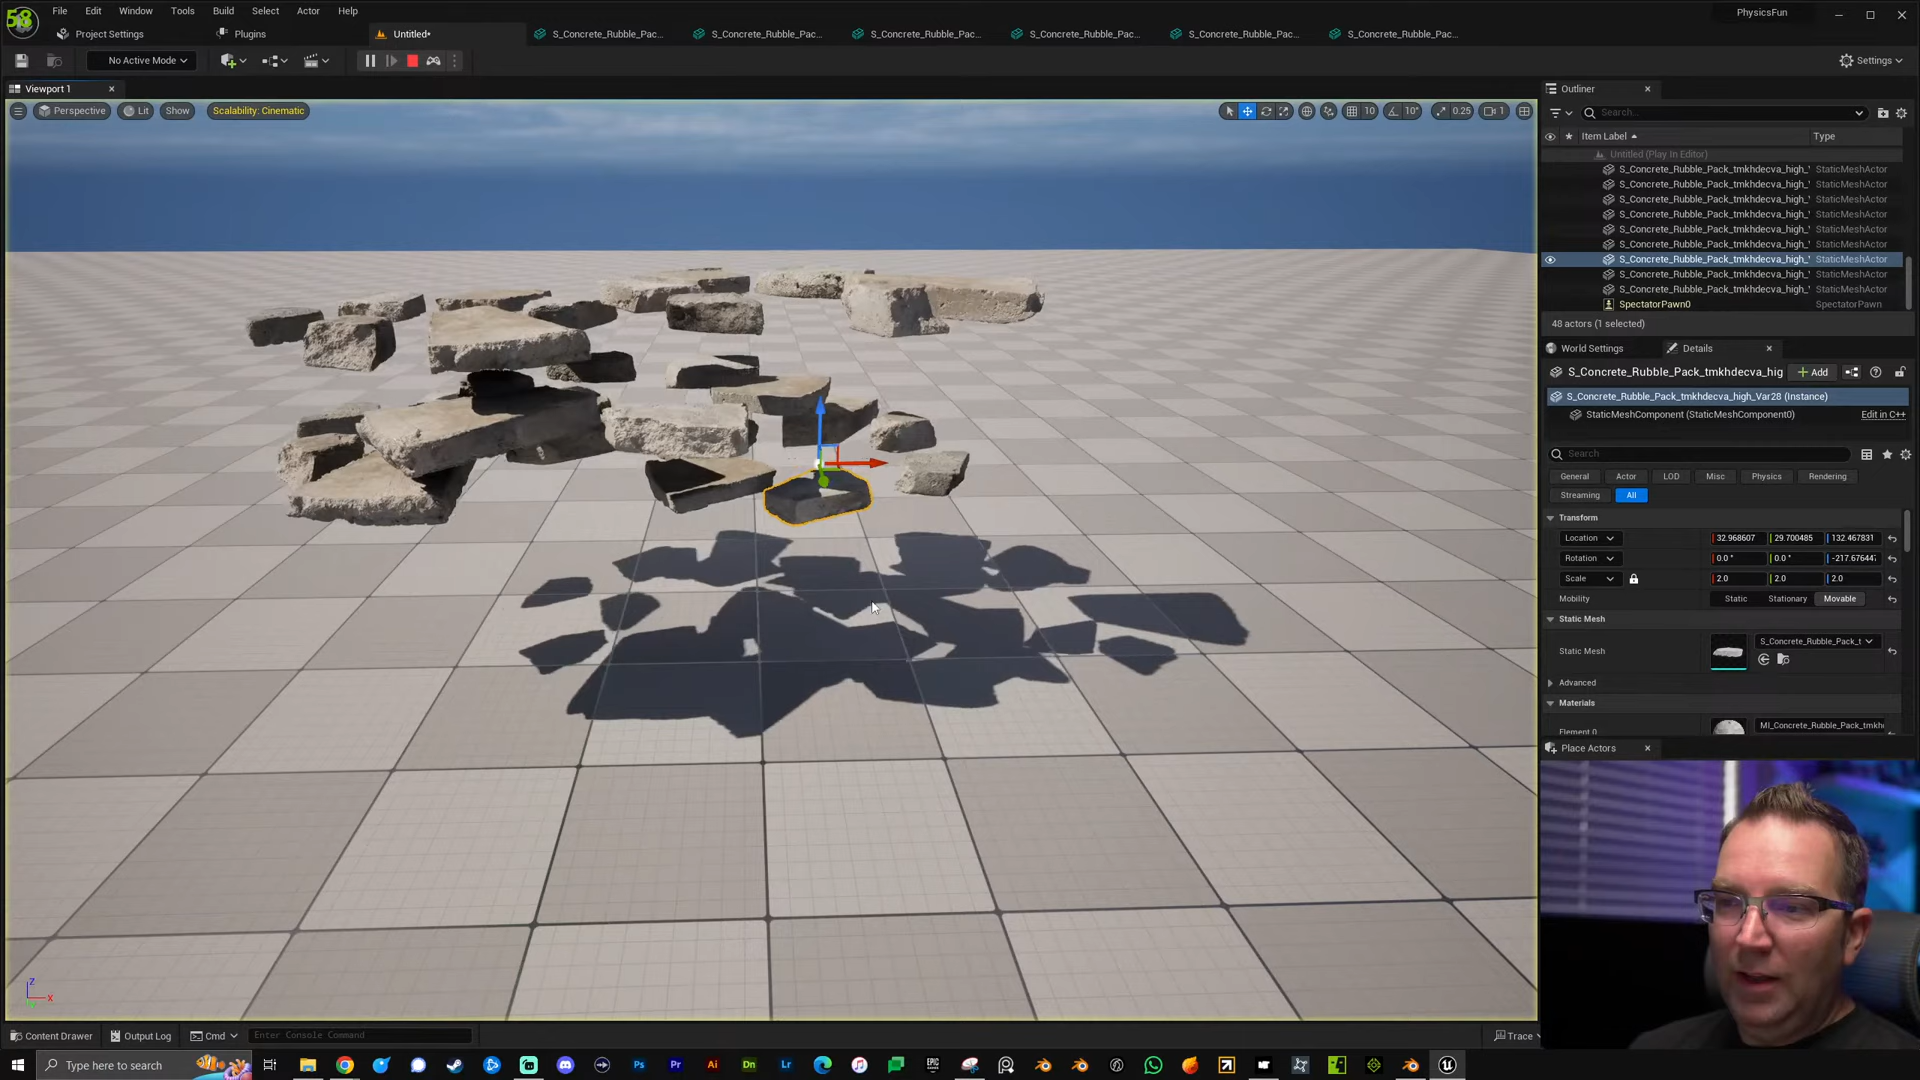 File Edit Window Tools Build Select Actor Help
PhysicsFun
Project Settings
Plugins
Untitled*
S_Concrete_Rubble_Pac...
S_Concrete_Rubble_Pac...
S_Concrete_Rubble_Pac...
S_Concrete_Rubble_Pac...
S_Concrete_Rubble_Pac...
S_Concrete_Rubble_Pac...
No Active Mode
Settings
Viewport 1
Perspective
Lit
Show
Scalability: Cinematic
10
10°
0.25
1
Outliner
Search...
Item Label
Type
Untitled (Play In Editor)
S_Concrete_Rubble_Pack_tmkhdecva_high_ StaticMeshActor
S_Concrete_Rubble_Pack_tmkhdecva_high_ StaticMeshActor
S_Concrete_Rubble_Pack_tmkhdecva_high_ StaticMeshActor
S_Concrete_Rubble_Pack_tmkhdecva_high_ StaticMeshActor
S_Concrete_Rubble_Pack_tmkhdecva_high_ StaticMeshActor
S_Concrete_Rubble_Pack_tmkhdecva_high_ StaticMeshActor
S_Concrete_Rubble_Pack_tmkhdecva_high_ StaticMeshActor
S_Concrete_Rubble_Pack_tmkhdecva_high_ StaticMeshActor
S_Concrete_Rubble_Pack_tmkhdecva_high_ StaticMeshActor
SpectatorPawn0 SpectatorPawn
48 actors (1 selected)
World Settings
Details
S_Concrete_Rubble_Pack_tmkhdecva_hig
Add
S_Concrete_Rubble_Pack_tmkhdecva_high_Var28 (Instance)
StaticMeshComponent (StaticMeshComponent0)
Edit in C++
Search
General Actor LOD Misc Physics Rendering
Streaming All
Transform
Location 32.968607 29.700485 132.467831
Rotation 0.0 ° 0.0 ° -217.676447
Scale 2.0 2.0 2.0
Mobility Static Stationary Movable
Static Mesh
S_Concrete_Rubble_Pack_t
Static Mesh
Advanced
Materials
MI_Concrete_Rubble_Pack_tmkh
Element 0
Place Actors
Z
X
Content Drawer
Output Log
Cmd
Enter Console Command
Trace
Type here to search
Ps
Pr
Ai
Dn
Lr
EPIC